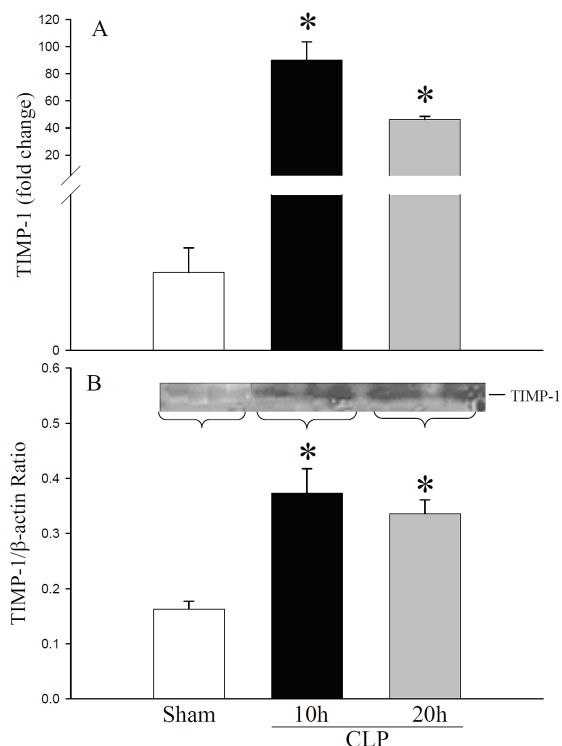 A
TIMP-1 (fold change)
120
100
80
60
40
20
0
*
*
B
TIMP-1/β-actin Ratio
0.6
0.5
0.4
0.3
0.2
0.1
0.0
TIMP-1
*
*
Sham
10h
20h
CLP